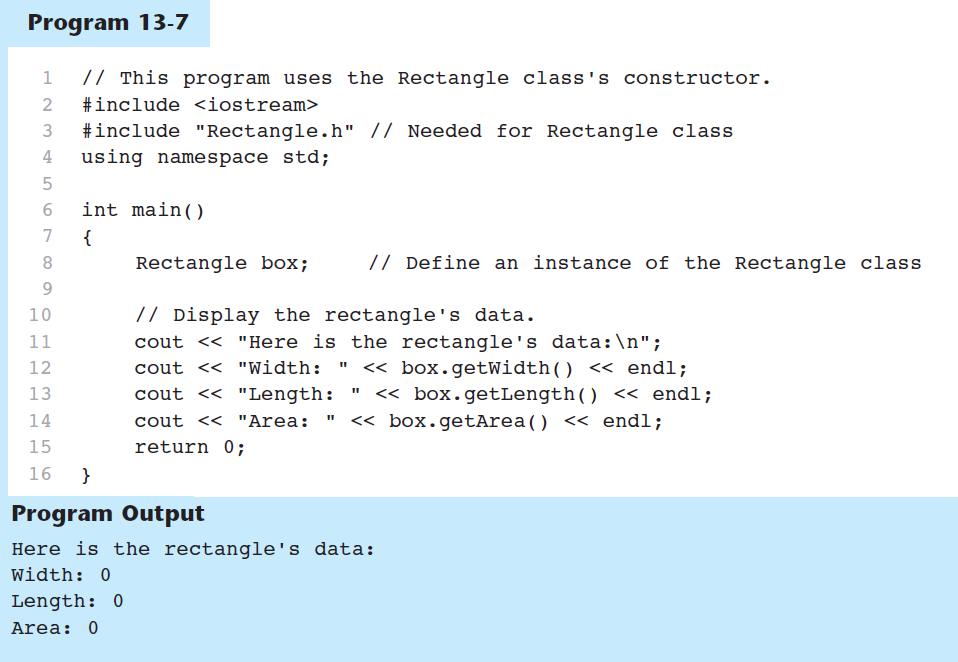 Program 13-7
1 // This program uses the Rectangle class's constructor.
2 #include <iostream>
3 #include "Rectangle.h" // Needed for Rectangle class
4 using namespace std;
5
6 int main()
7 {
8 Rectangle box; // Define an instance of the Rectangle class
9
10 // Display the rectangle's data.
11 cout << "Here is the rectangle's data:\n";
12 cout << "Width: " << box.getWidth() << endl;
13 cout << "Length: " << box.getLength() << endl;
14 cout << "Area: " << box.getArea() << endl;
15 return 0;
16 }
Program Output
Here is the rectangle's data:
Width: 0
Length: 0
Area: 0